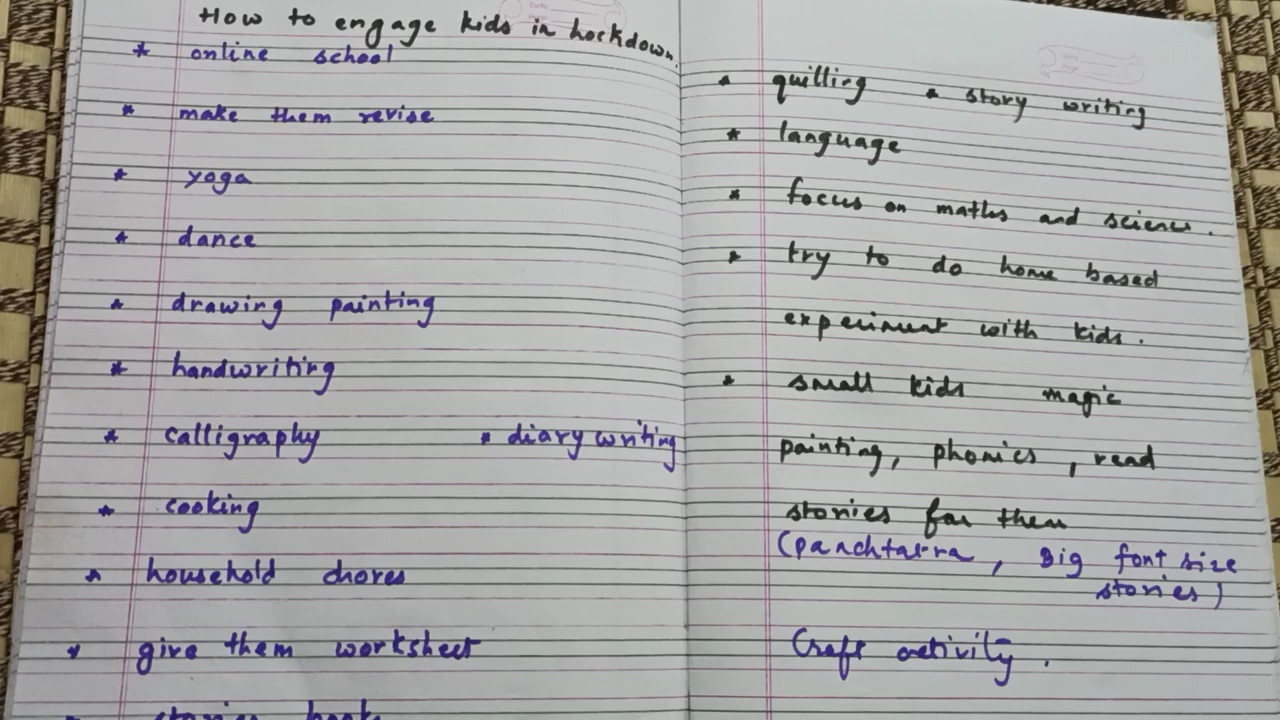 How to engage kids in lockdown.
* online school
* make them revise
* yoga
* dance
* drawing painting
* handwriting
* calligraphy * diary writing
* cooking
* household chores
* give them worksheet
* stories books
* quilling * story writing
* language
* focus on maths and science.
* try to do home based
experiment with kids.
* small kids magic
painting, phonics, read
stories for them
(panchtatra, Big font size
stories)
Craft activity.